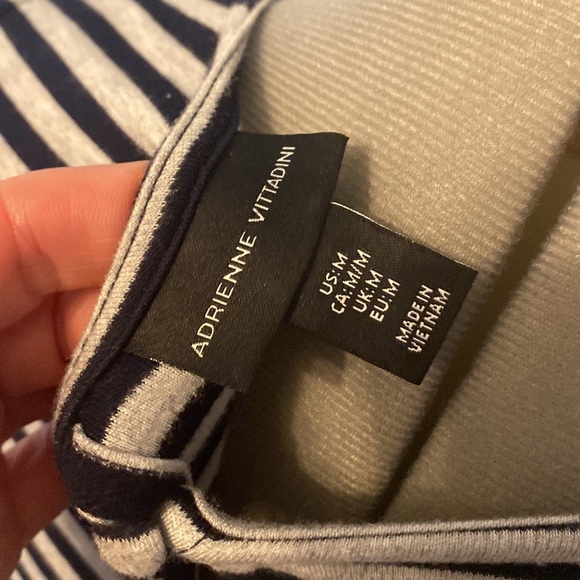 ADRIENNE VITTADINI
US:M
CA:M/M
UK:M
EU:M
MADE IN
VIETNAM